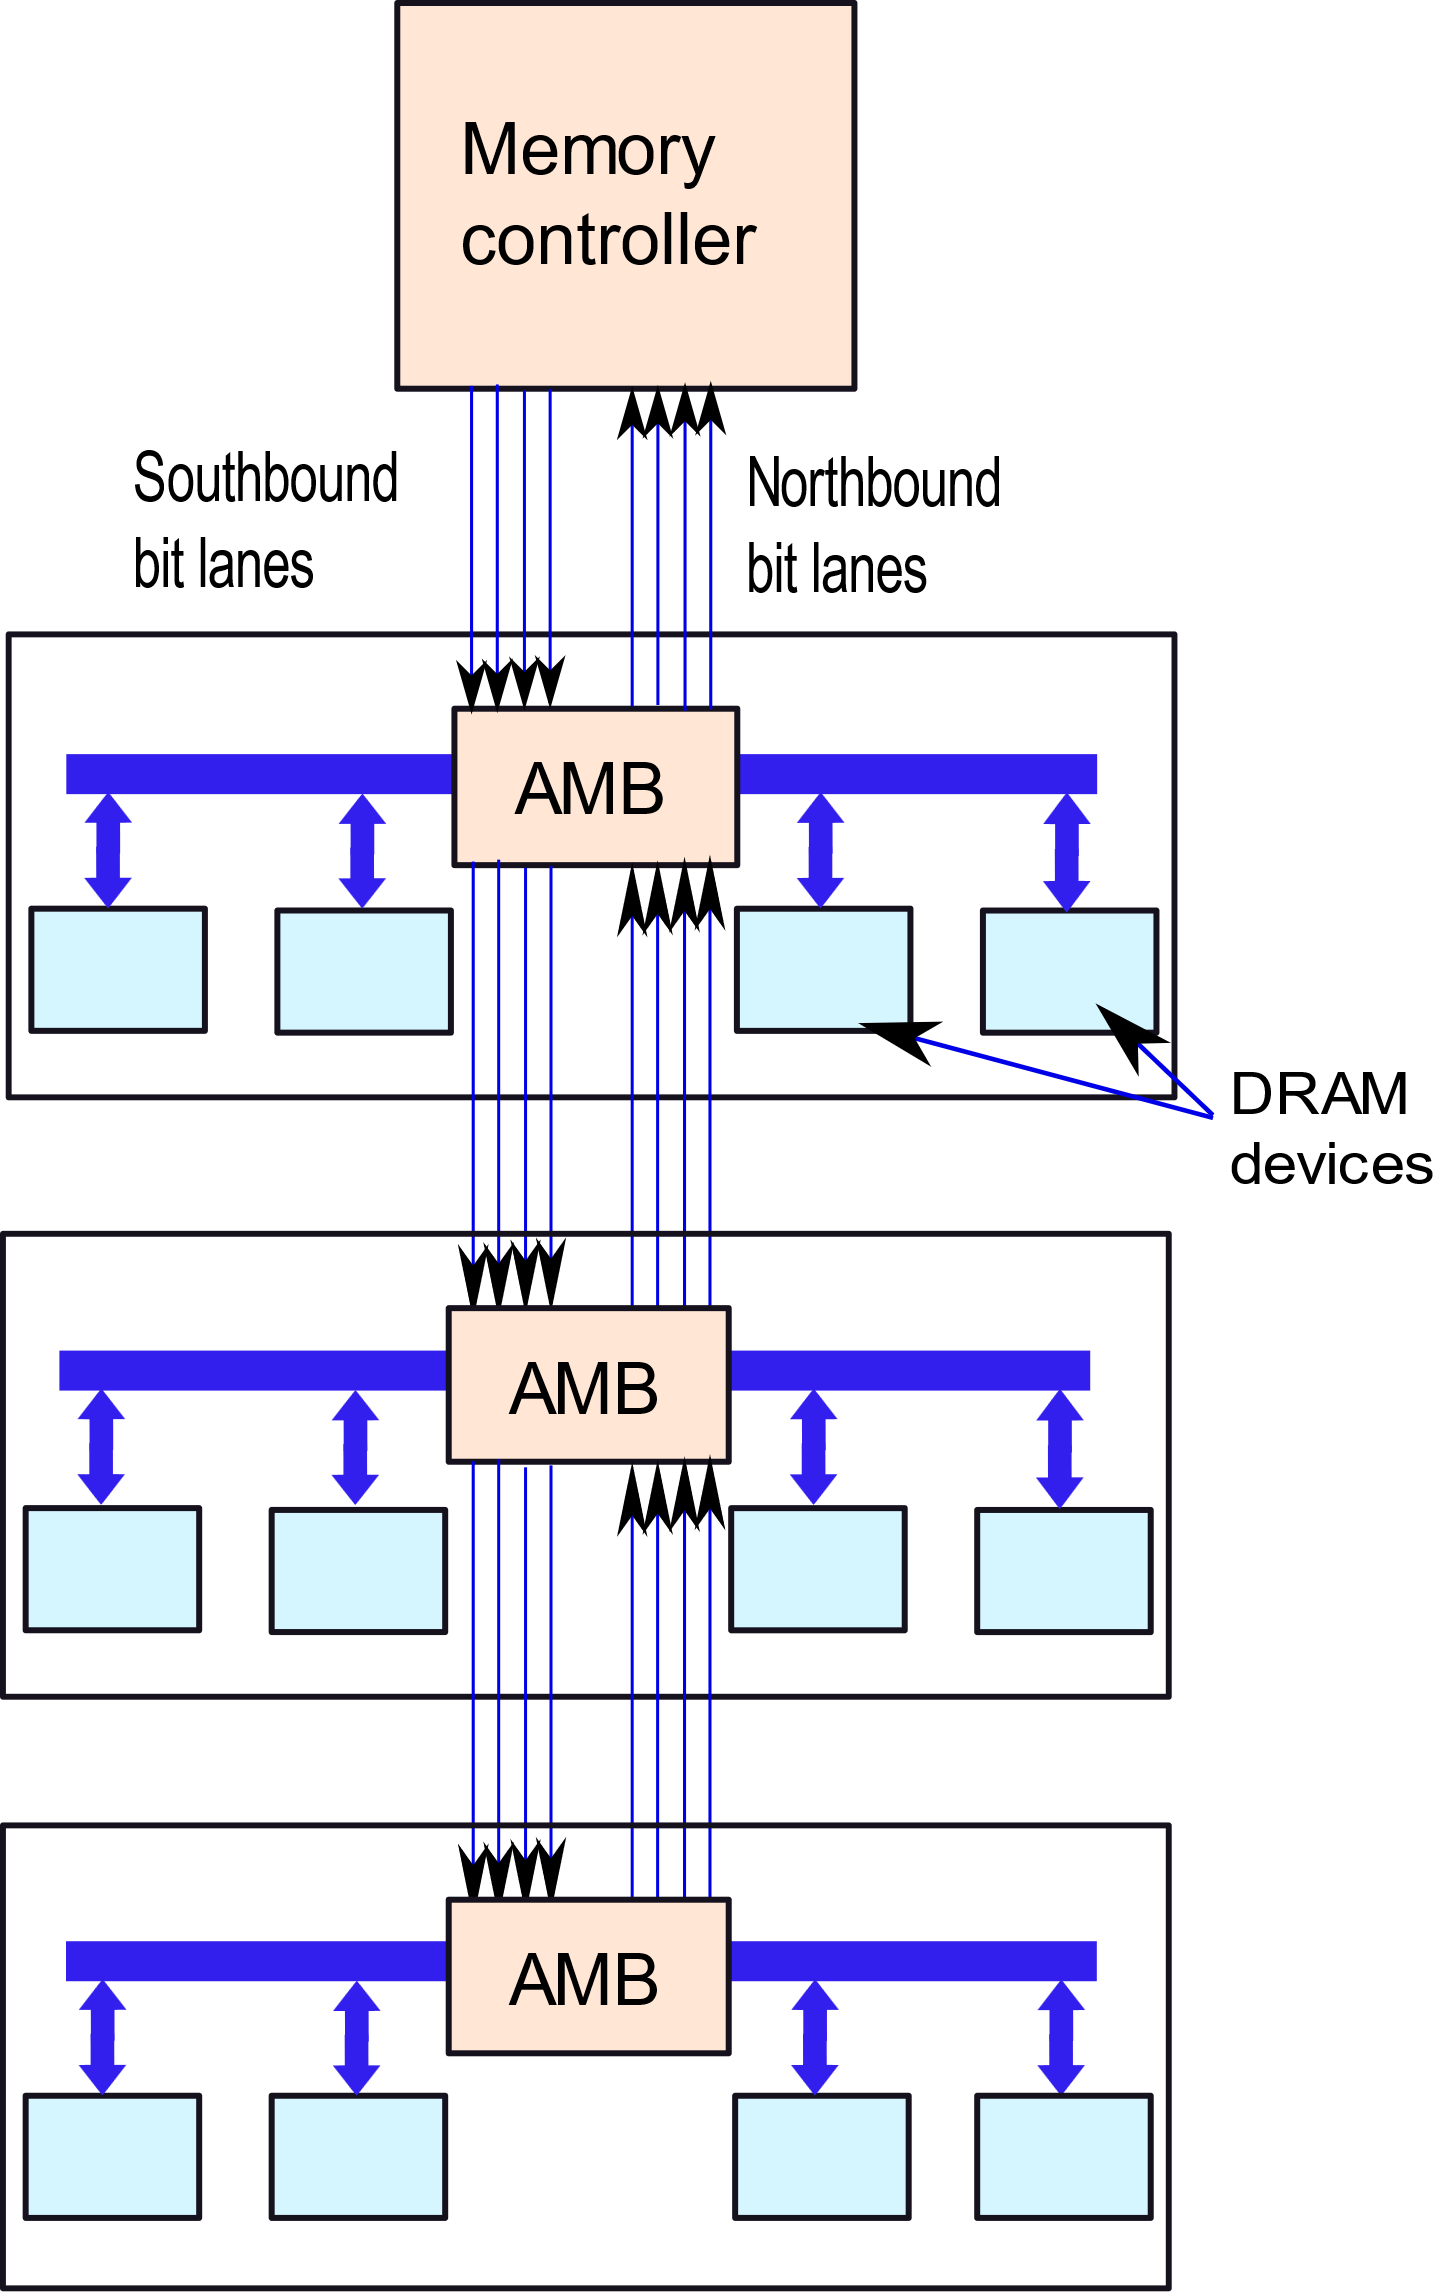 Memory
controller
Southbound
bit lanes
Northbound
bit lanes
AMB
DRAM
devices
AMB
AMB